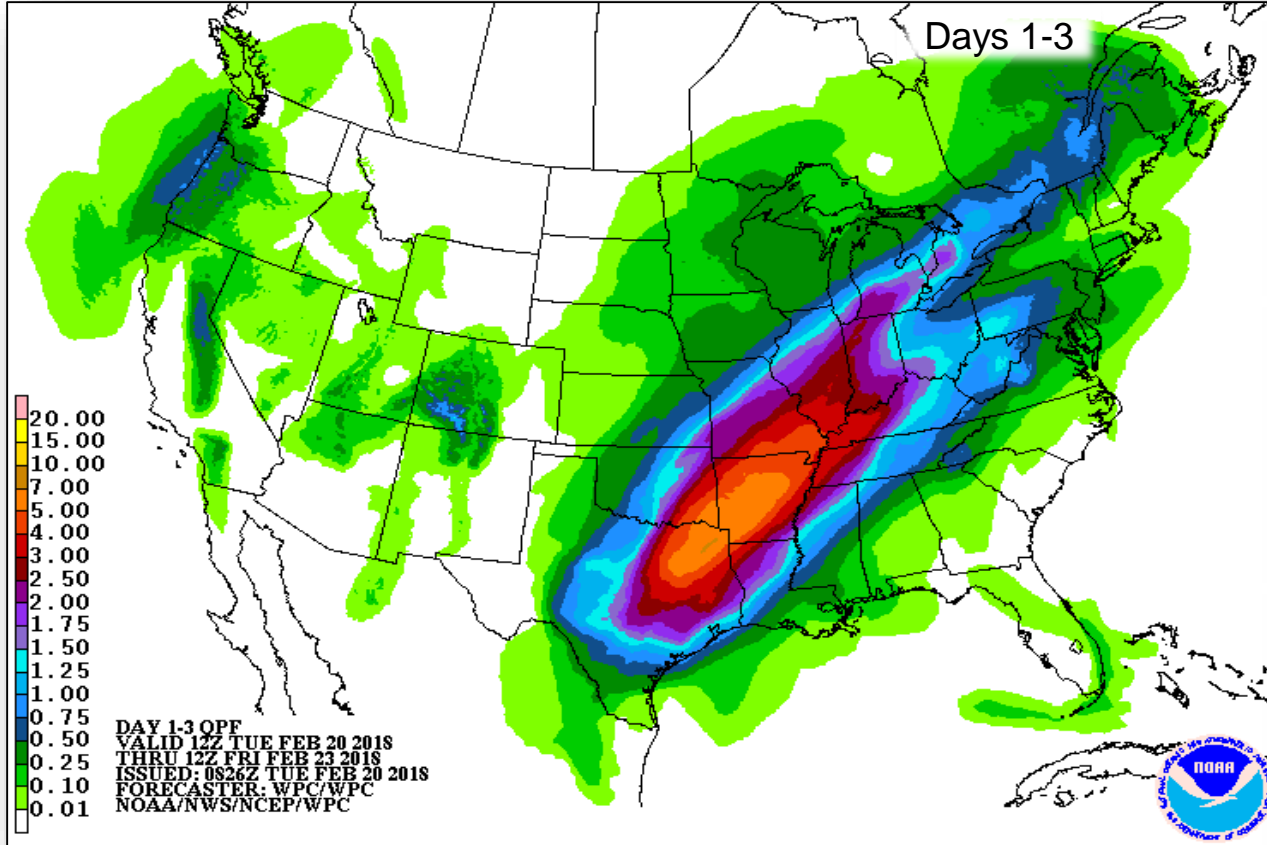 Days 1-3
20.00
15.00
10.00
7.00
5.00
4.00
3.00
2.50
2.00
1.75
1.50
1.25
1.00
0.75
0.50
0.25
0.10
0.01
DAY 1-3 QPF
VALID 12Z TUE FEB 20 2018
THRU 12Z FRI FEB 23 2018
ISSUED: 0826Z TUE FEB 20 2018
FORECASTER: WPC/WPC
NOAA/NWS/NCEP/WPC
NOAA